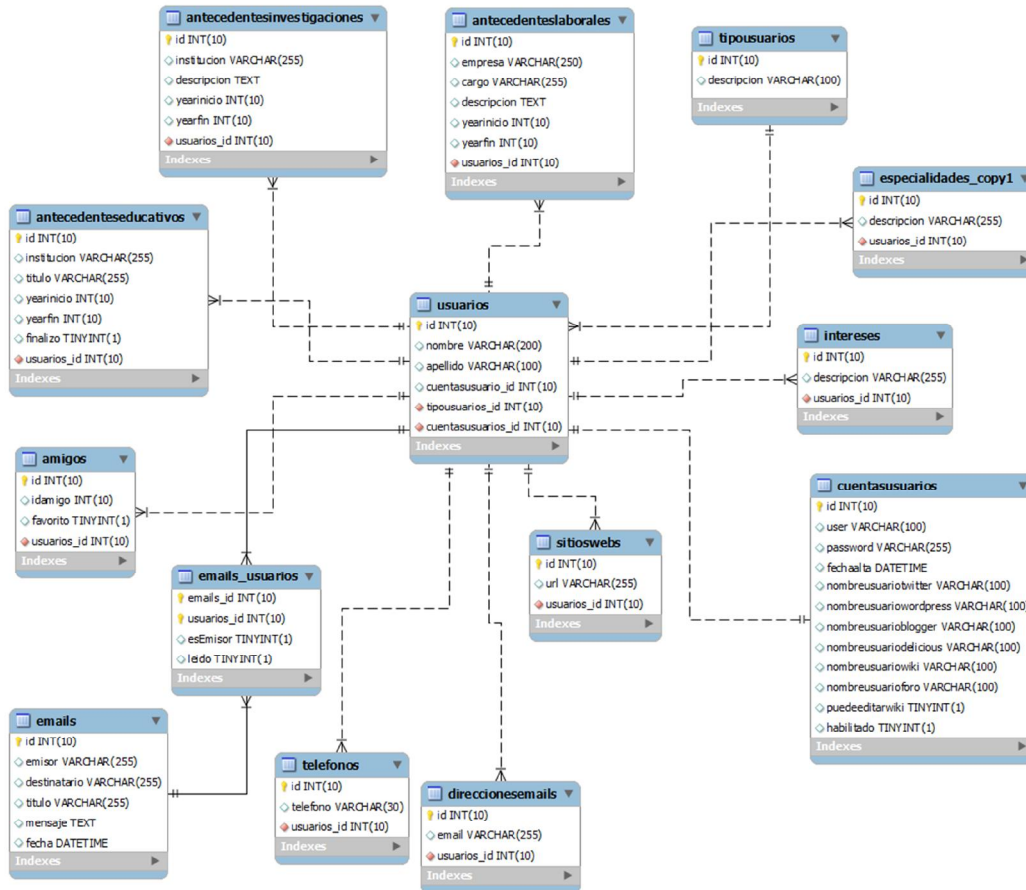 antecedentesinvestigaciones
id INT(10)
institucion VARCHAR(255)
descripcion TEXT
yearinicio INT(10)
yearfin INT(10)
usuarios_id INT(10)
Indexes
antecedenteslaborales
id INT(10)
empresa VARCHAR(250)
cargo VARCHAR(255)
descripcion TEXT
yearinicio INT(10)
yearfin INT(10)
usuarios_id INT(10)
Indexes
tipousuarios
id INT(10)
descripcion VARCHAR(100)
Indexes
especialidades_copy1
id INT(10)
descripcion VARCHAR(255)
usuarios_id INT(10)
Indexes
antecedenteseducativos
id INT(10)
institucion VARCHAR(255)
titulo VARCHAR(255)
yearinicio INT(10)
yearfin INT(10)
finalizo TINYINT(1)
usuarios_id INT(10)
Indexes
usuarios
id INT(10)
nombre VARCHAR(200)
apellido VARCHAR(100)
cuentasusuario_id INT(10)
tipousuarios_id INT(10)
cuentasusuarios_id INT(10)
Indexes
intereses
id INT(10)
descripcion VARCHAR(255)
usuarios_id INT(10)
Indexes
amigos
id INT(10)
idamigo INT(10)
favorito TINYINT(1)
usuarios_id INT(10)
Indexes
cuentasusuarios
id INT(10)
user VARCHAR(100)
password VARCHAR(255)
fechaalta DATETIME
nombreusuariotwitter VARCHAR(100)
nombreusuariowordpress VARCHAR(100)
nombreusuarioblogger VARCHAR(100)
nombreusuariodelicious VARCHAR(100)
nombreusuariowiki VARCHAR(100)
nombreusuarioforo VARCHAR(100)
puedeeditarwiki TINYINT(1)
habilitado TINYINT(1)
Indexes
sitioswebs
id INT(10)
url VARCHAR(255)
usuarios_id INT(10)
Indexes
emails_usuarios
emails_id INT(10)
usuarios_id INT(10)
esEmisor TINYINT(1)
leido TINYINT(1)
Indexes
emails
id INT(10)
emisor VARCHAR(255)
destinatario VARCHAR(255)
titulo VARCHAR(255)
mensaje TEXT
fecha DATETIME
Indexes
telefonos
id INT(10)
telefono VARCHAR(30)
usuarios_id INT(10)
Indexes
direccionesemails
id INT(10)
email VARCHAR(255)
usuarios_id INT(10)
Indexes